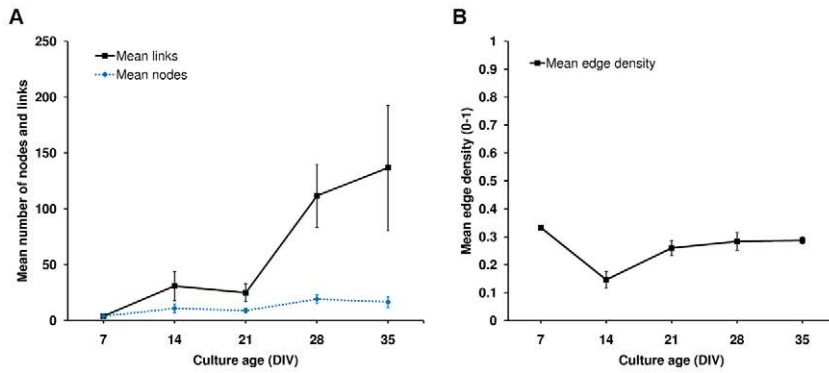 A
Mean number of nodes and links
250
200
150
100
50
0
Mean links
Mean nodes
7 14 21 28 35
Culture age (DIV)
B
Mean edge density (0-1)
1
0.9
0.8
0.7
0.6
0.5
0.4
0.3
0.2
0.1
0
Mean edge density
7 14 21 28 35
Culture age (DIV)